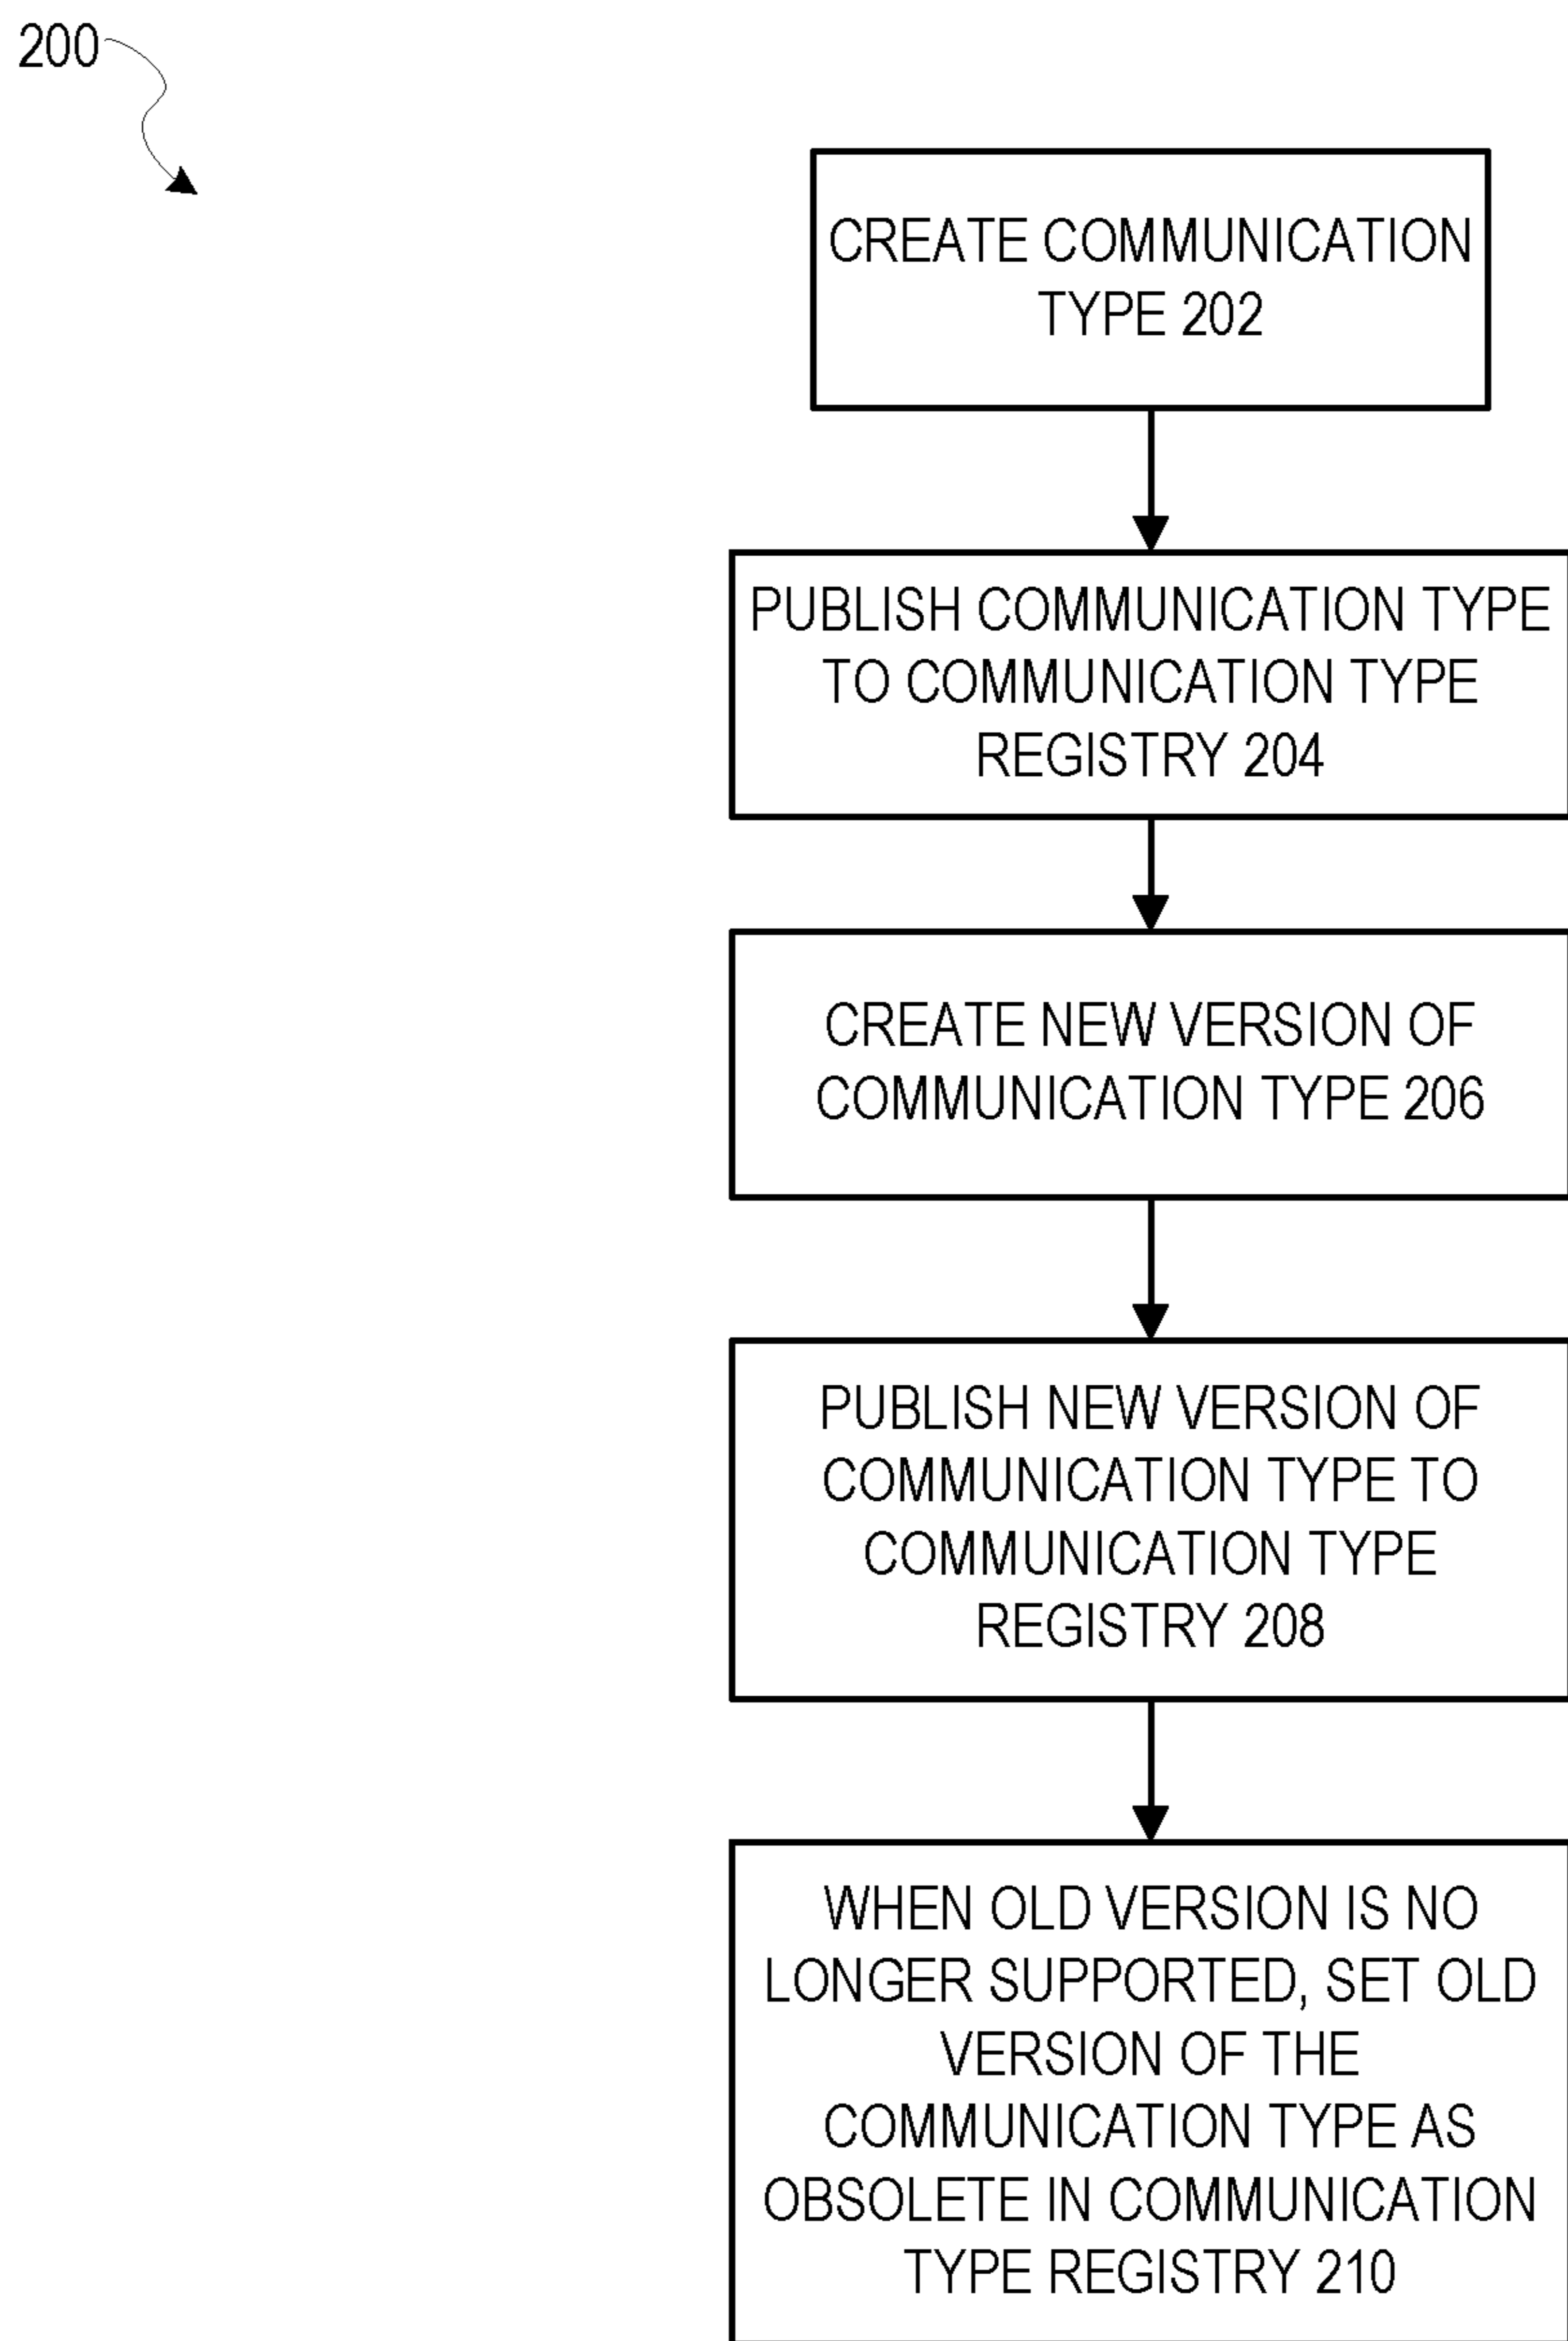 200
CREATE COMMUNICATION
TYPE 202
PUBLISH COMMUNICATION TYPE
TO COMMUNICATION TYPE
REGISTRY 204
CREATE NEW VERSION OF
COMMUNICATION TYPE 206
PUBLISH NEW VERSION OF
COMMUNICATION TYPE TO
COMMUNICATION TYPE
REGISTRY 208
WHEN OLD VERSION IS NO
LONGER SUPPORTED, SET OLD
VERSION OF THE
COMMUNICATION TYPE AS
OBSOLETE IN COMMUNICATION
TYPE REGISTRY 210